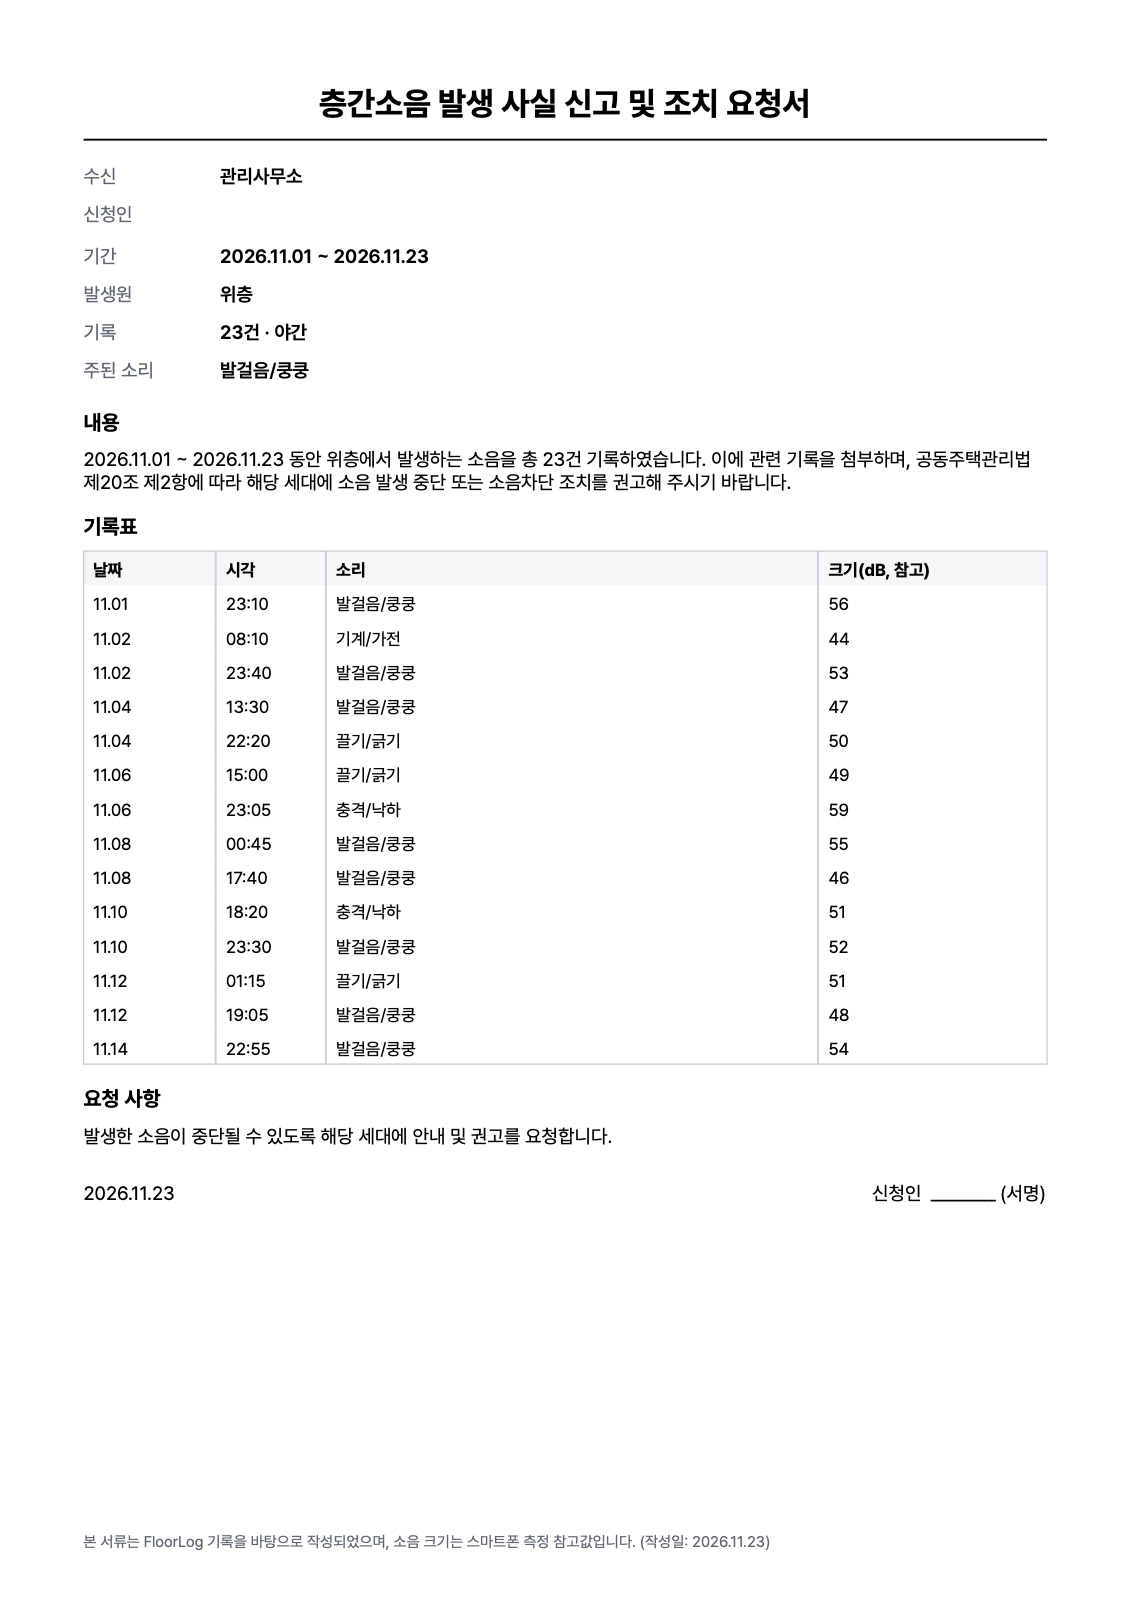 층간소음 발생 사실 신고 및 조치 요청서
수신 관리사무소
신청인
기간 2026.11.01 ~ 2026.11.23
발생원 위층
기록 23건 · 야간
주된 소리 발걸음/쿵쿵
내용
2026.11.01 ~ 2026.11.23 동안 위층에서 발생하는 소음을 총 23건 기록하였습니다. 이에 관련 기록을 첨부하며, 공동주택관리법
제20조 제2항에 따라 해당 세대에 소음 발생 중단 또는 소음차단 조치를 권고해 주시기 바랍니다.
기록표
날짜 시각 소리 크기(dB, 참고)
11.01 23:10 발걸음/쿵쿵 56
11.02 08:10 기계/가전 44
11.02 23:40 발걸음/쿵쿵 53
11.04 13:30 발걸음/쿵쿵 47
11.04 22:20 끌기/긁기 50
11.06 15:00 끌기/긁기 49
11.06 23:05 충격/낙하 59
11.08 00:45 발걸음/쿵쿵 55
11.08 17:40 발걸음/쿵쿵 46
11.10 18:20 충격/낙하 51
11.10 23:30 발걸음/쿵쿵 52
11.12 01:15 끌기/긁기 51
11.12 19:05 발걸음/쿵쿵 48
11.14 22:55 발걸음/쿵쿵 54
요청 사항
발생한 소음이 중단될 수 있도록 해당 세대에 안내 및 권고를 요청합니다.
2026.11.23 신청인 ________ (서명)
본 서류는 FloorLog 기록을 바탕으로 작성되었으며, 소음 크기는 스마트폰 측정 참고값입니다. (작성일: 2026.11.23)